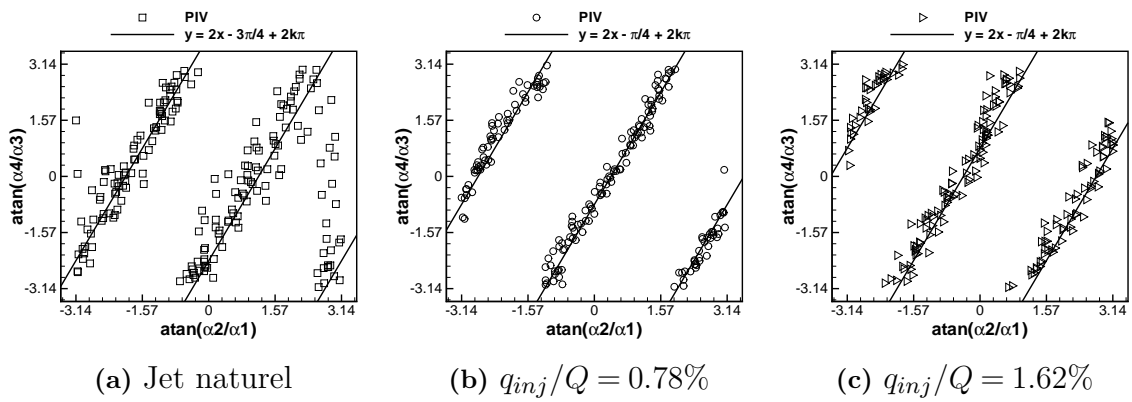 PIV
y = 2x - 3π/4 + 2kπ
3.14
1.57
0
-1.57
-3.14
atan(α4/α3)
-3.14
-1.57
0
1.57
3.14
atan(α2/α1)
(a) Jet naturel
PIV
y = 2x - π/4 + 2kπ
3.14
1.57
0
-1.57
-3.14
atan(α4/α3)
-3.14
-1.57
0
1.57
3.14
atan(α2/α1)
(b) q_inj/Q = 0.78%
PIV
y = 2x - π/4 + 2kπ
3.14
1.57
0
-1.57
-3.14
atan(α4/α3)
-3.14
-1.57
0
1.57
3.14
atan(α2/α1)
(c) q_inj/Q = 1.62%